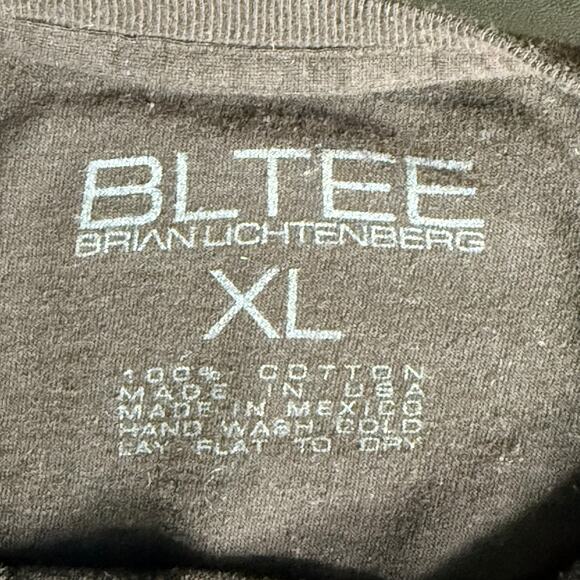 BLTEE
BRIAN LICHTENBERG
XL
100% COTTON
MADE IN USA
MADE IN MEXICO
HAND WASH COLD
LAY FLAT TO DRY